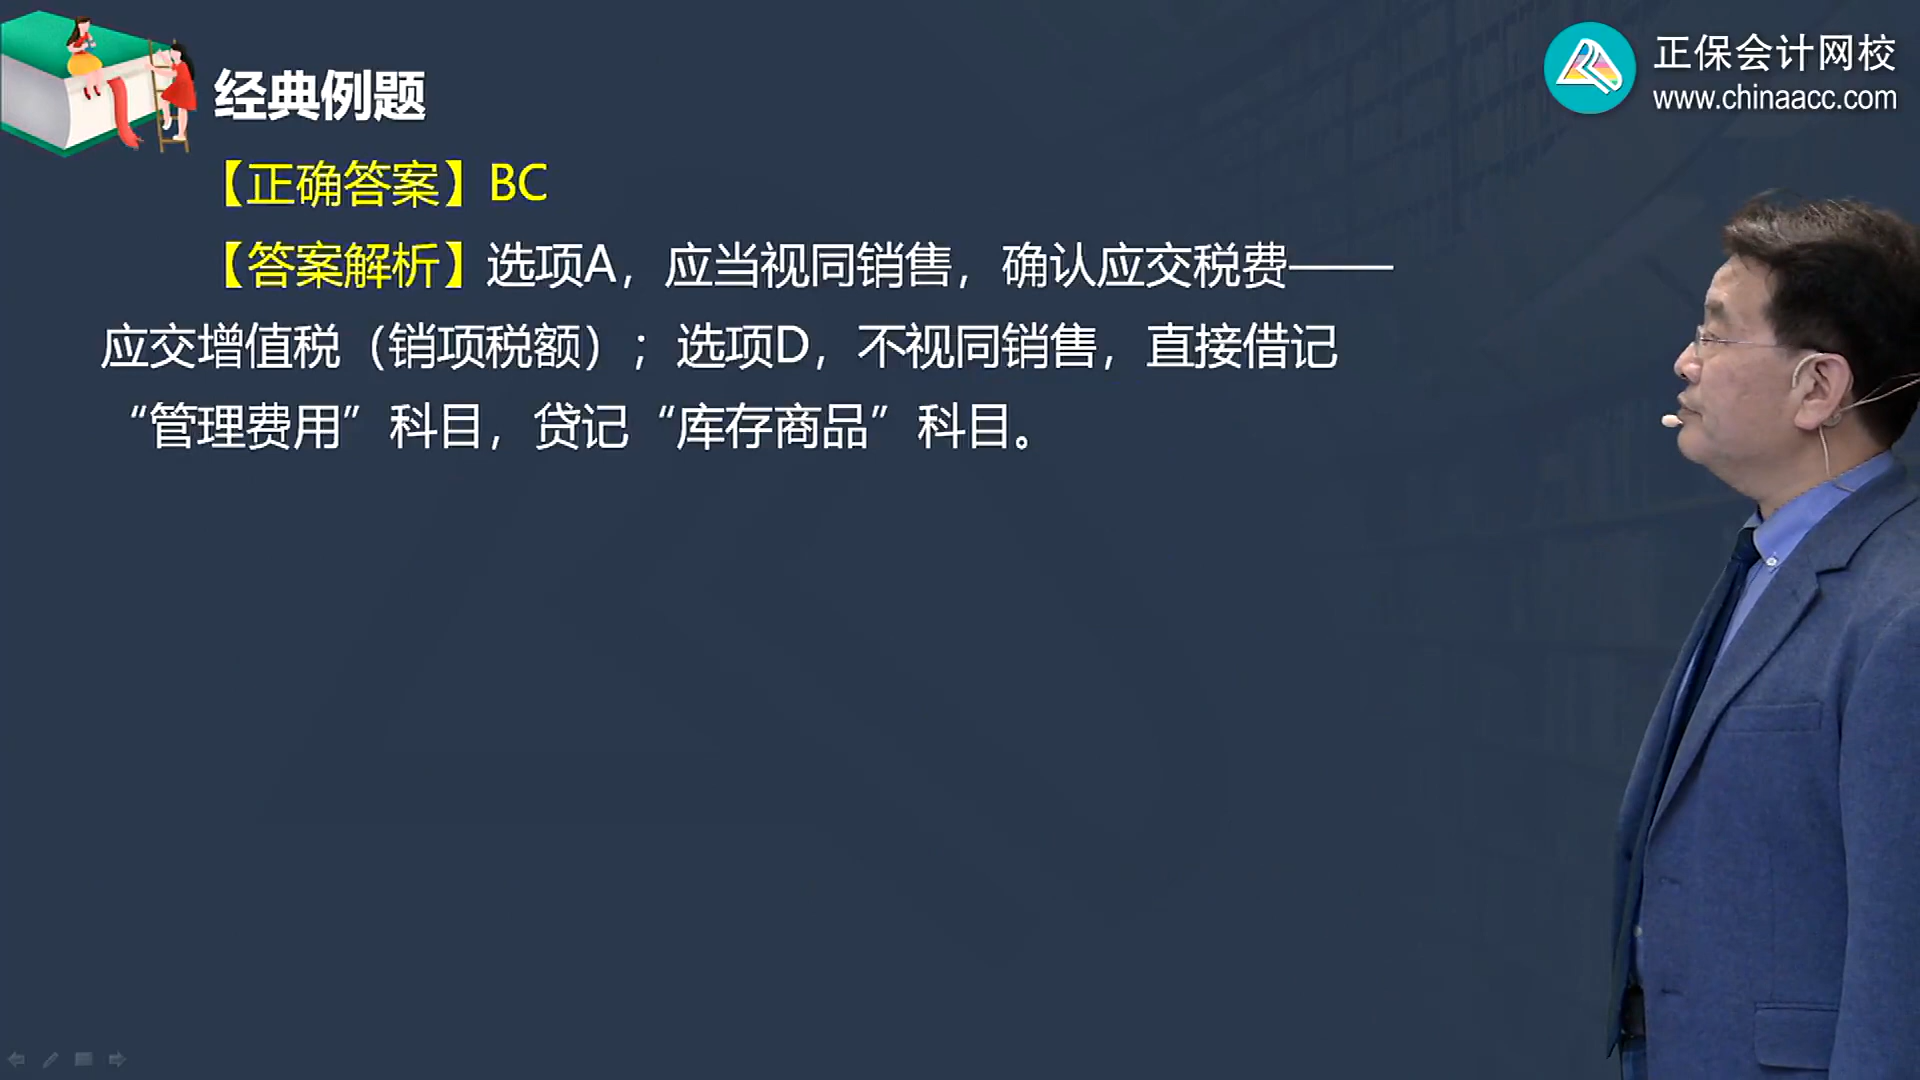 正保会计网校
www.chinaacc.com
经典例题
【正确答案】BC
【答案解析】选项A，应当视同销售，确认应交税费——
应交增值税（销项税额）；选项D，不视同销售，直接借记
“管理费用”科目，贷记“库存商品”科目。